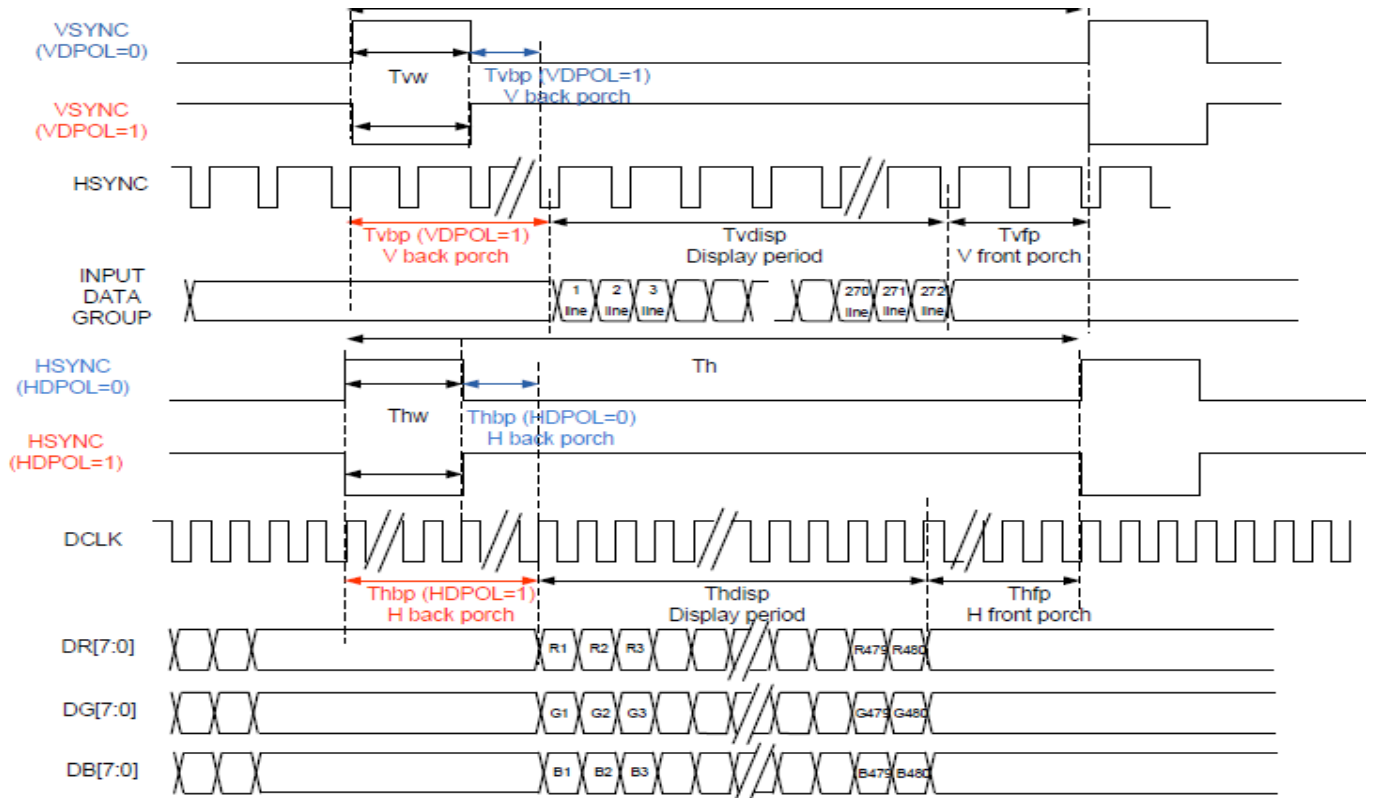 VSYNC
(VDPOL=0)
Tvw
Tvbp (VDPOL=1)
V back porch
VSYNC
(VDPOL=1)
HSYNC
Tvbp (VDPOL=1)
V back porch
Tvdisp
Display period
Tvfp
V front porch
INPUT
DATA
GROUP
1
line
2
line
3
line
270
line
271
line
272
line
HSYNC
(HDPOL=0)
Th
Thw
Thbp (HDPOL=0)
H back porch
HSYNC
(HDPOL=1)
DCLK
Thbp (HDPOL=1)
H back porch
Thdisp
Display period
Thfp
H front porch
DR[7:0]
R1 R2 R3 R479 R480
DG[7:0]
G1 G2 G3 G479 G480
DB[7:0]
B1 B2 B3 B479 B480